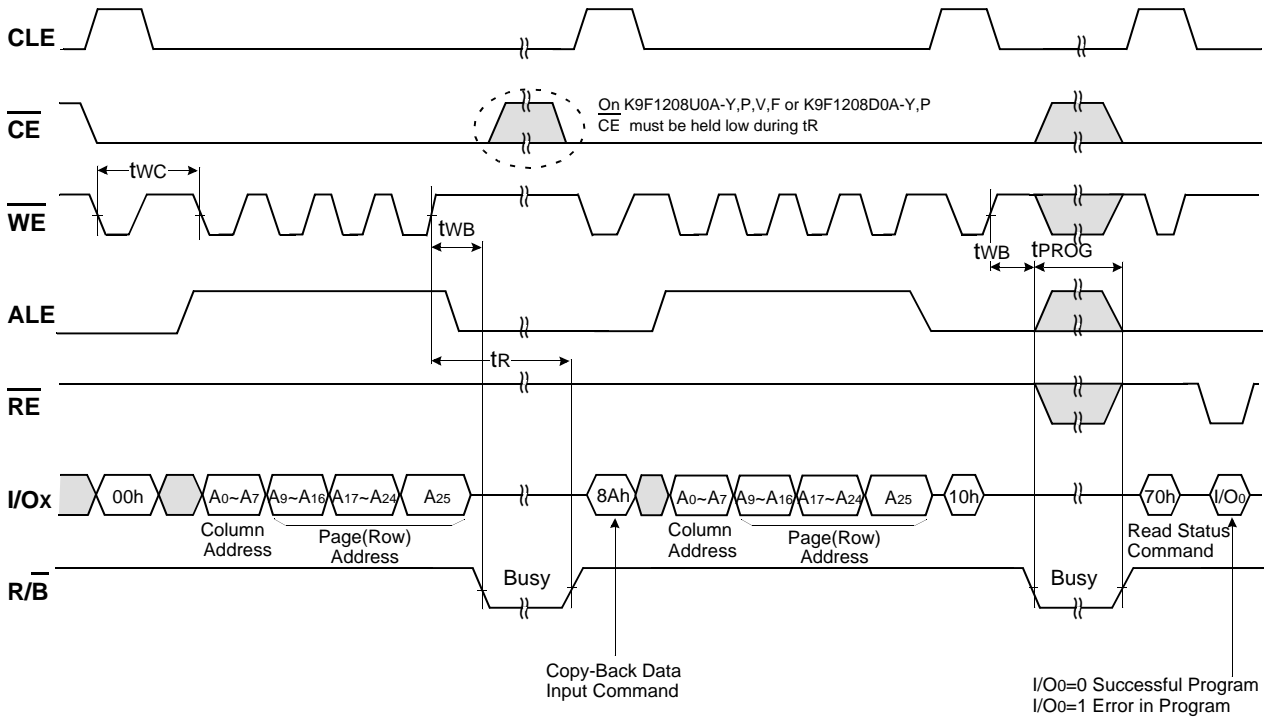 CLE
CE
On K9F1208U0A-Y,P,V,F or K9F1208D0A-Y,P
CE must be held low during tR
tWC
WE
tWB
tWB
tPROG
ALE
tR
RE
I/Ox
00h
A0~A7
A9~A16
A17~A24
A25
8Ah
A0~A7
A9~A16
A17~A24
A25
10h
70h
I/O0
Column
Address
Page(Row)
Address
Column
Address
Page(Row)
Address
Read Status
Command
R/B
Busy
Busy
Copy-Back Data
Input Command
I/O0=0 Successful Program
I/O0=1 Error in Program